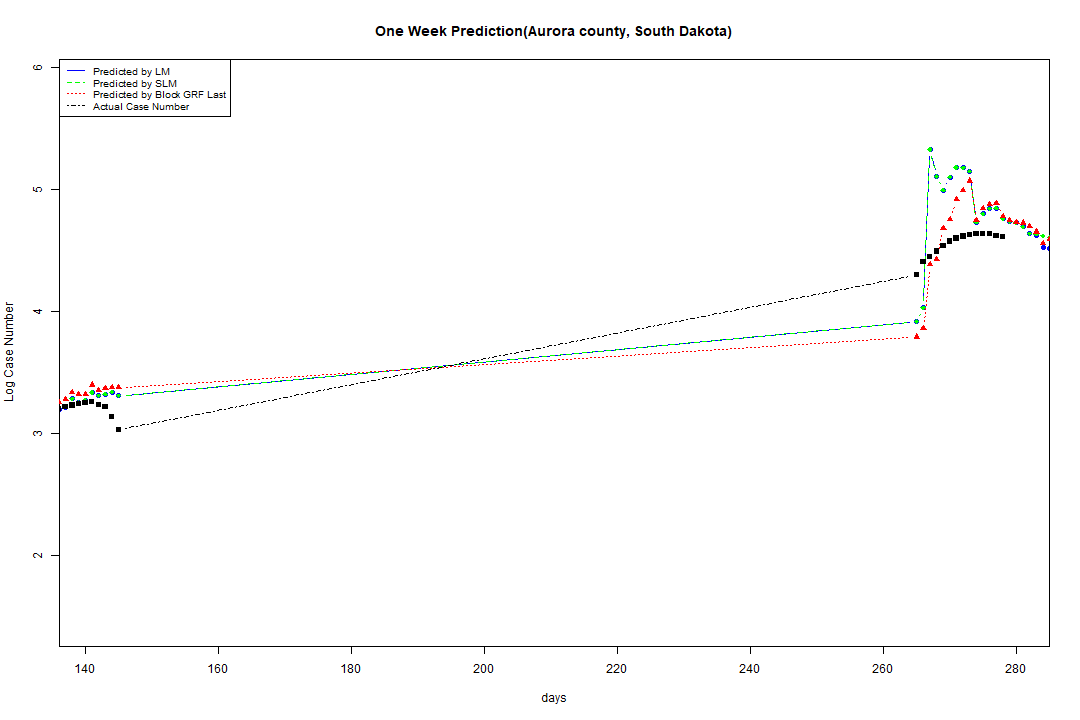 One Week Prediction(Aurora county, South Dakota)
Predicted by LM
Predicted by SLM
Predicted by Block GRF Last
Actual Case Number
6
5
4
3
2
Log Case Number
140 160 180 200 220 240 260 280
days